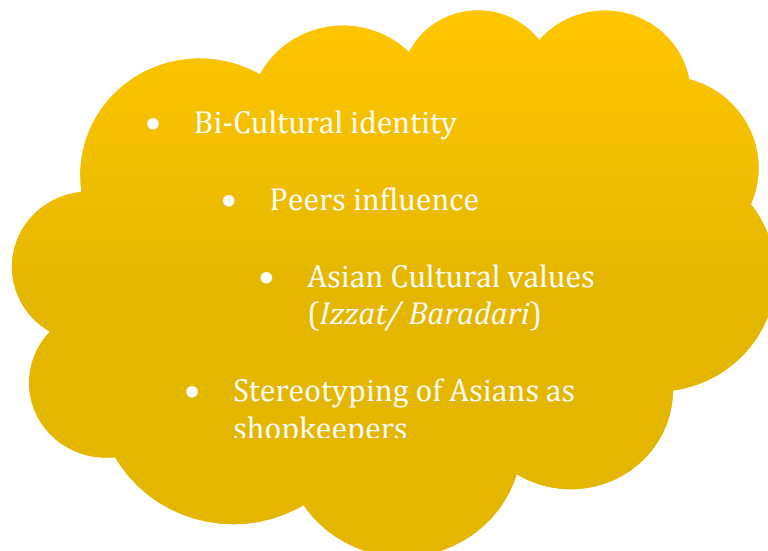 • Bi-Cultural identity
• Peers influence
• Asian Cultural values
(Izzat/ Baradari)
• Stereotyping of Asians as
shopkeepers